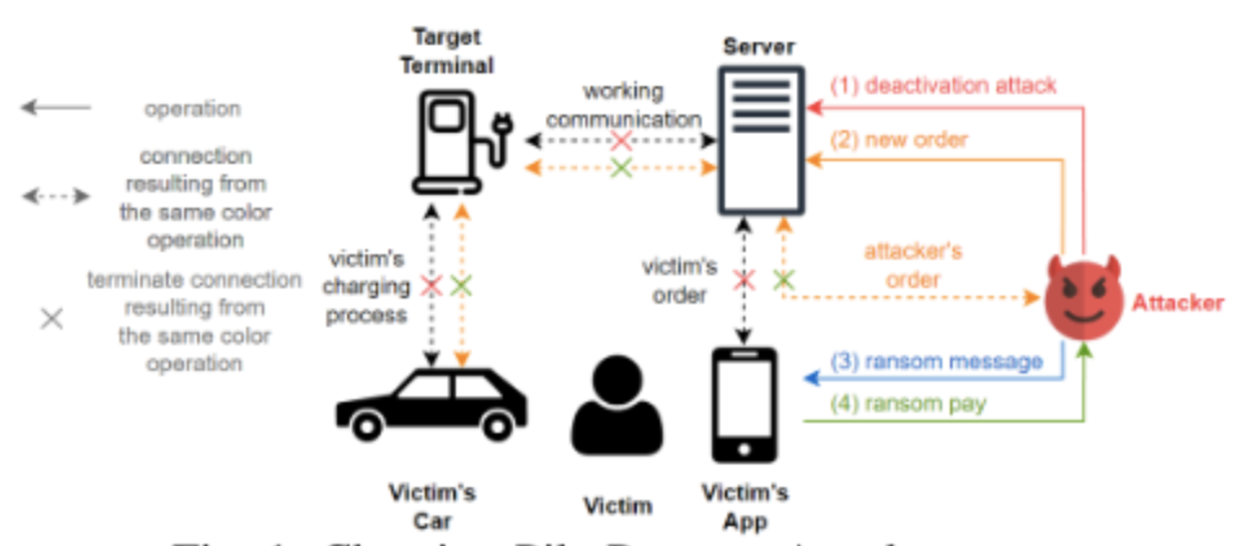 Target
Terminal
Server
operation
connection
resulting from
the same color
operation
terminate connection
resulting from
the same color
operation
working
communication
(1) deactivation attack
(2) new order
victim's
charging
process
victim's
order
attacker's
order
Attacker
(3) ransom message
(4) ransom pay
Victim's
Car
Victim
Victim's
App